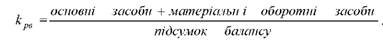 k рв = основні засоби + матеріальні оборотні засоби
підсумок балансу .